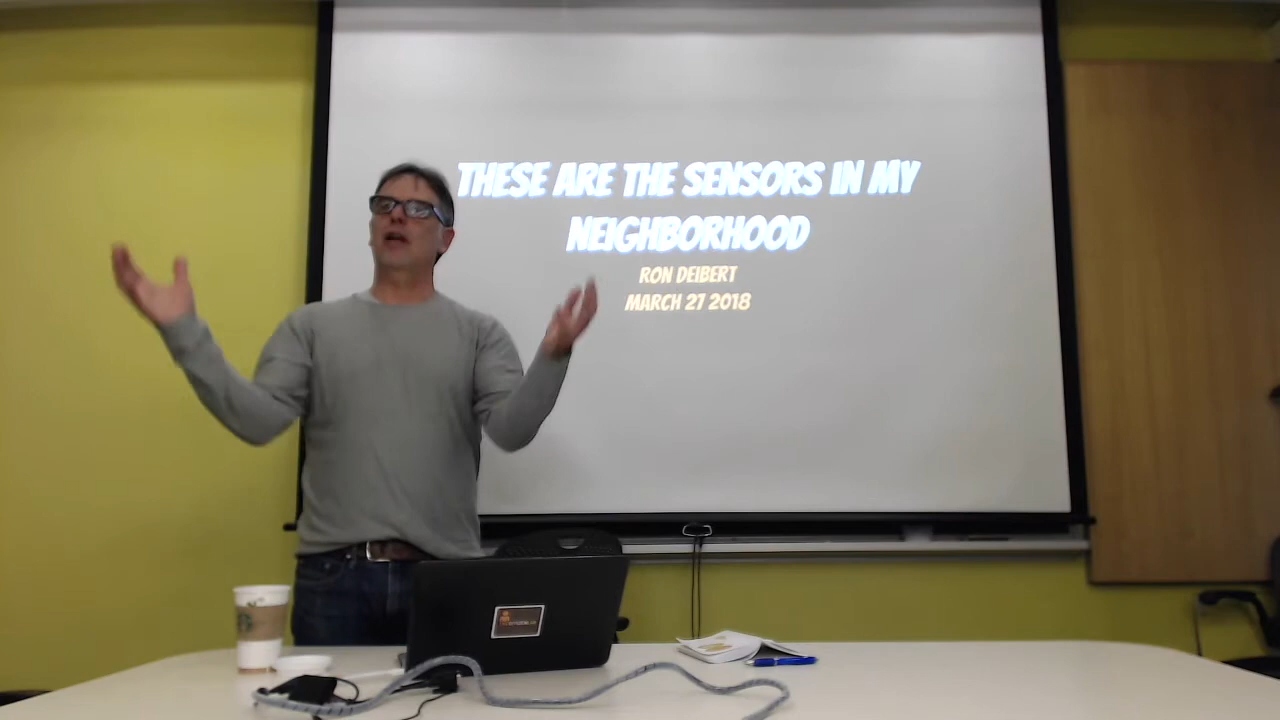 THESE ARE THE SENSORS IN MY
NEIGHBORHOOD
RON DEIBERT
MARCH 27 2018